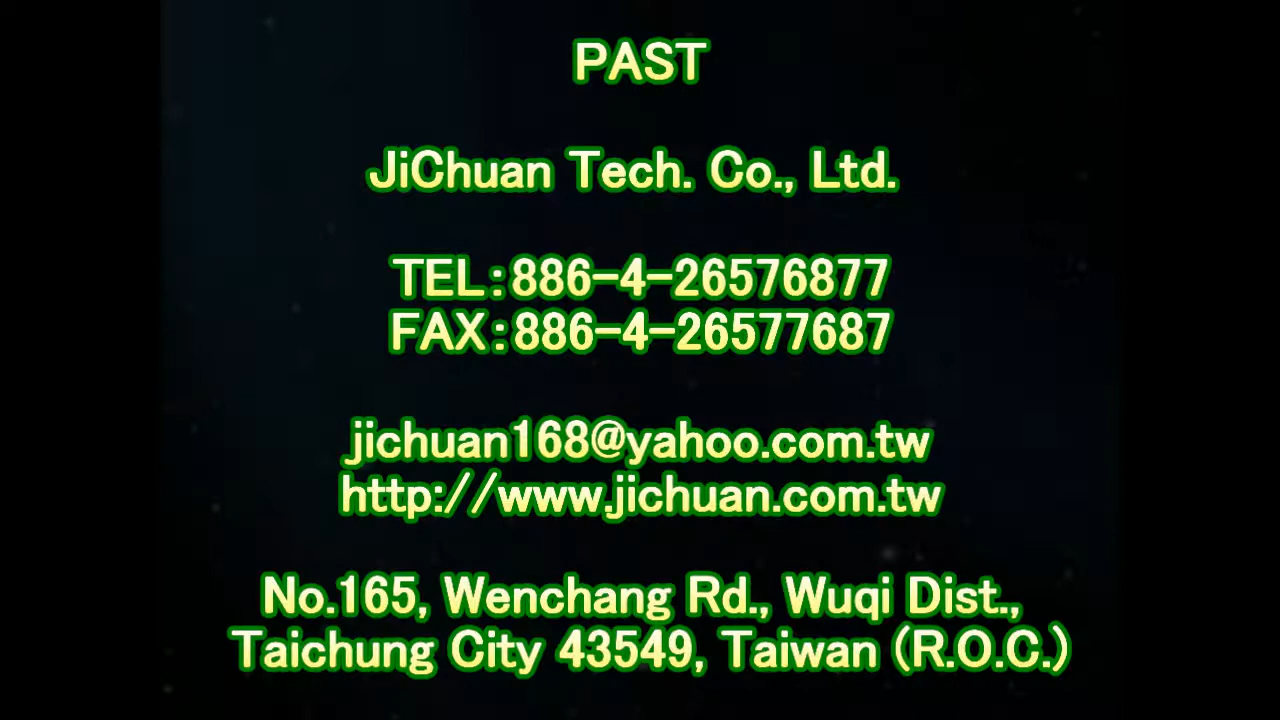 PAST
JiChuan Tech. Co., Ltd.
TEL:886-4-26576877
FAX:886-4-26577687
jichuan168@yahoo.com.tw
http://www.jichuan.com.tw
No.165, Wenchang Rd., Wuqi Dist.,
Taichung City 43549, Taiwan (R.O.C.)